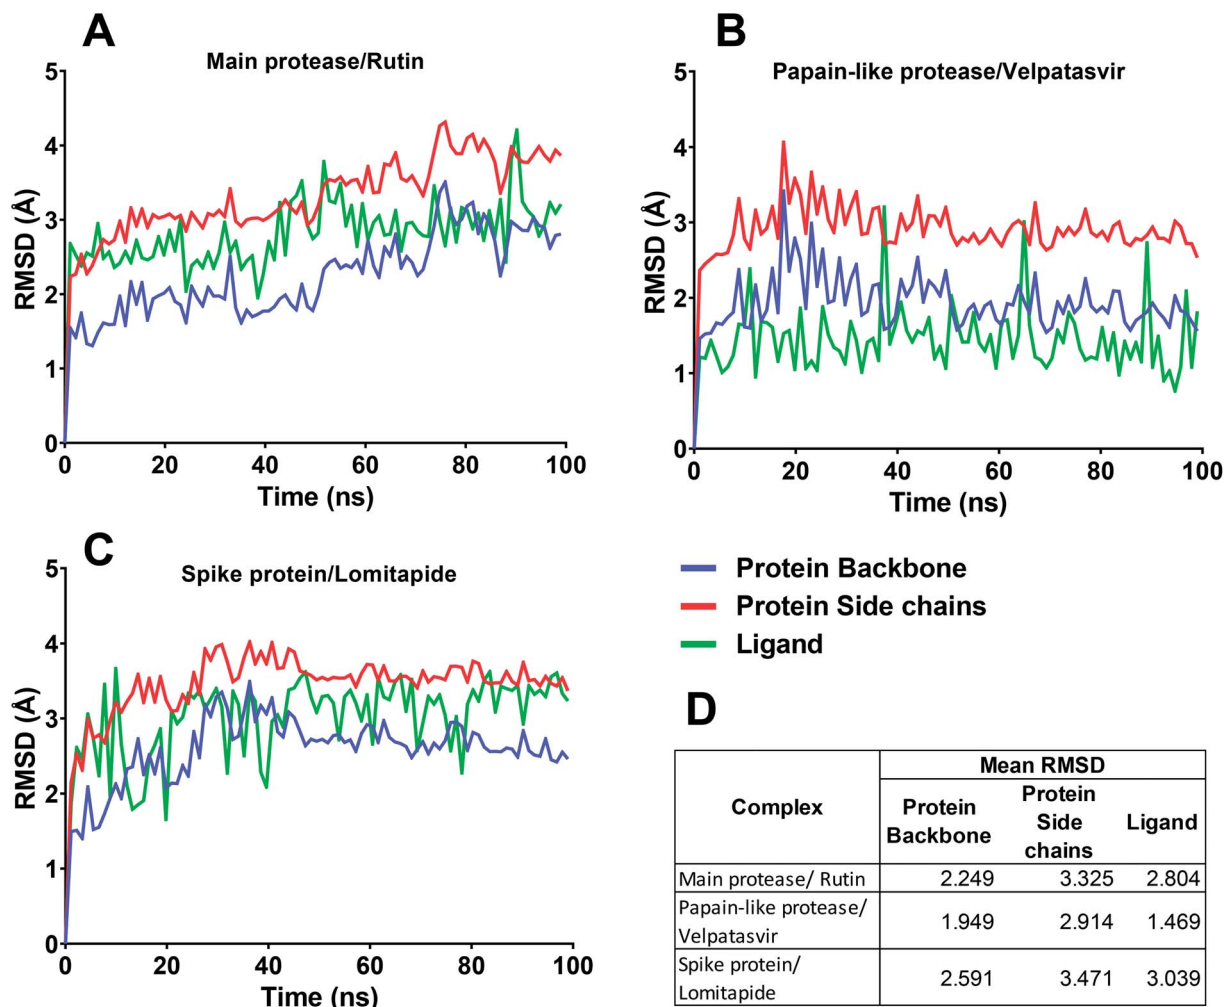 A
Main protease/Rutin
5
4
3
2
1
0
RMSD (Å)
0 20 40 60 80 100
Time (ns)
B
Papain-like protease/Velpatasvir
5
4
3
2
1
0
RMSD (Å)
0 20 40 60 80 100
Time (ns)
C
Spike protein/Lomitapide
5
4
3
2
1
0
RMSD (Å)
0 20 40 60 80 100
Time (ns)
Protein Backbone
Protein Side chains
Ligand
D
Complex
Mean RMSD
Protein
Backbone
Protein
Side
chains
Ligand
Main protease/ Rutin 2.249 3.325 2.804
Papain-like protease/
Velpatasvir
1.949 2.914 1.469
Spike protein/
Lomitapide
2.591 3.471 3.039